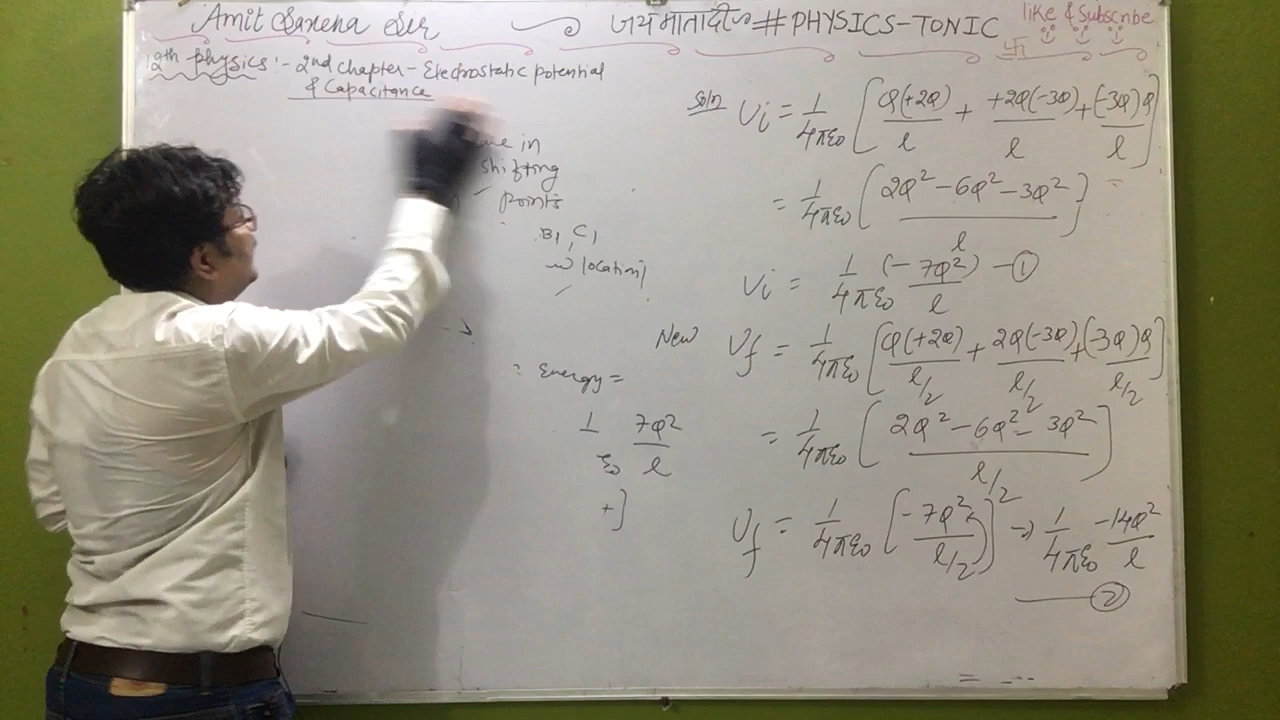 Amit Saxena Sir जय माता दी # PHYSICS-TONIC like & Subscribe
12th physics :- 2nd chapter - Electrostatic potential
& Capacitance
in
shifting
points
B1, C1
location
Energy =
1 7Q²
ε0 l
+]
Soln Ui = 1/4πε0 [Q(+2Q)/l + +2Q(-3Q)/l + (-3Q)Q/l]
= 1/4πε0 [2Q² - 6Q² - 3Q² / l]
Ui = 1/4πε0 (-7Q²)/l - ①
New Uf = 1/4πε0 [Q(+2Q)/l/2 + 2Q(-3Q)/l/2 + (-3Q)Q/l/2]
= 1/4πε0 [2Q² - 6Q² - 3Q² / l/2]
Uf = 1/4πε0 [-7Q²/l/2] ⇒ 1/4πε0 -14Q²/l
②